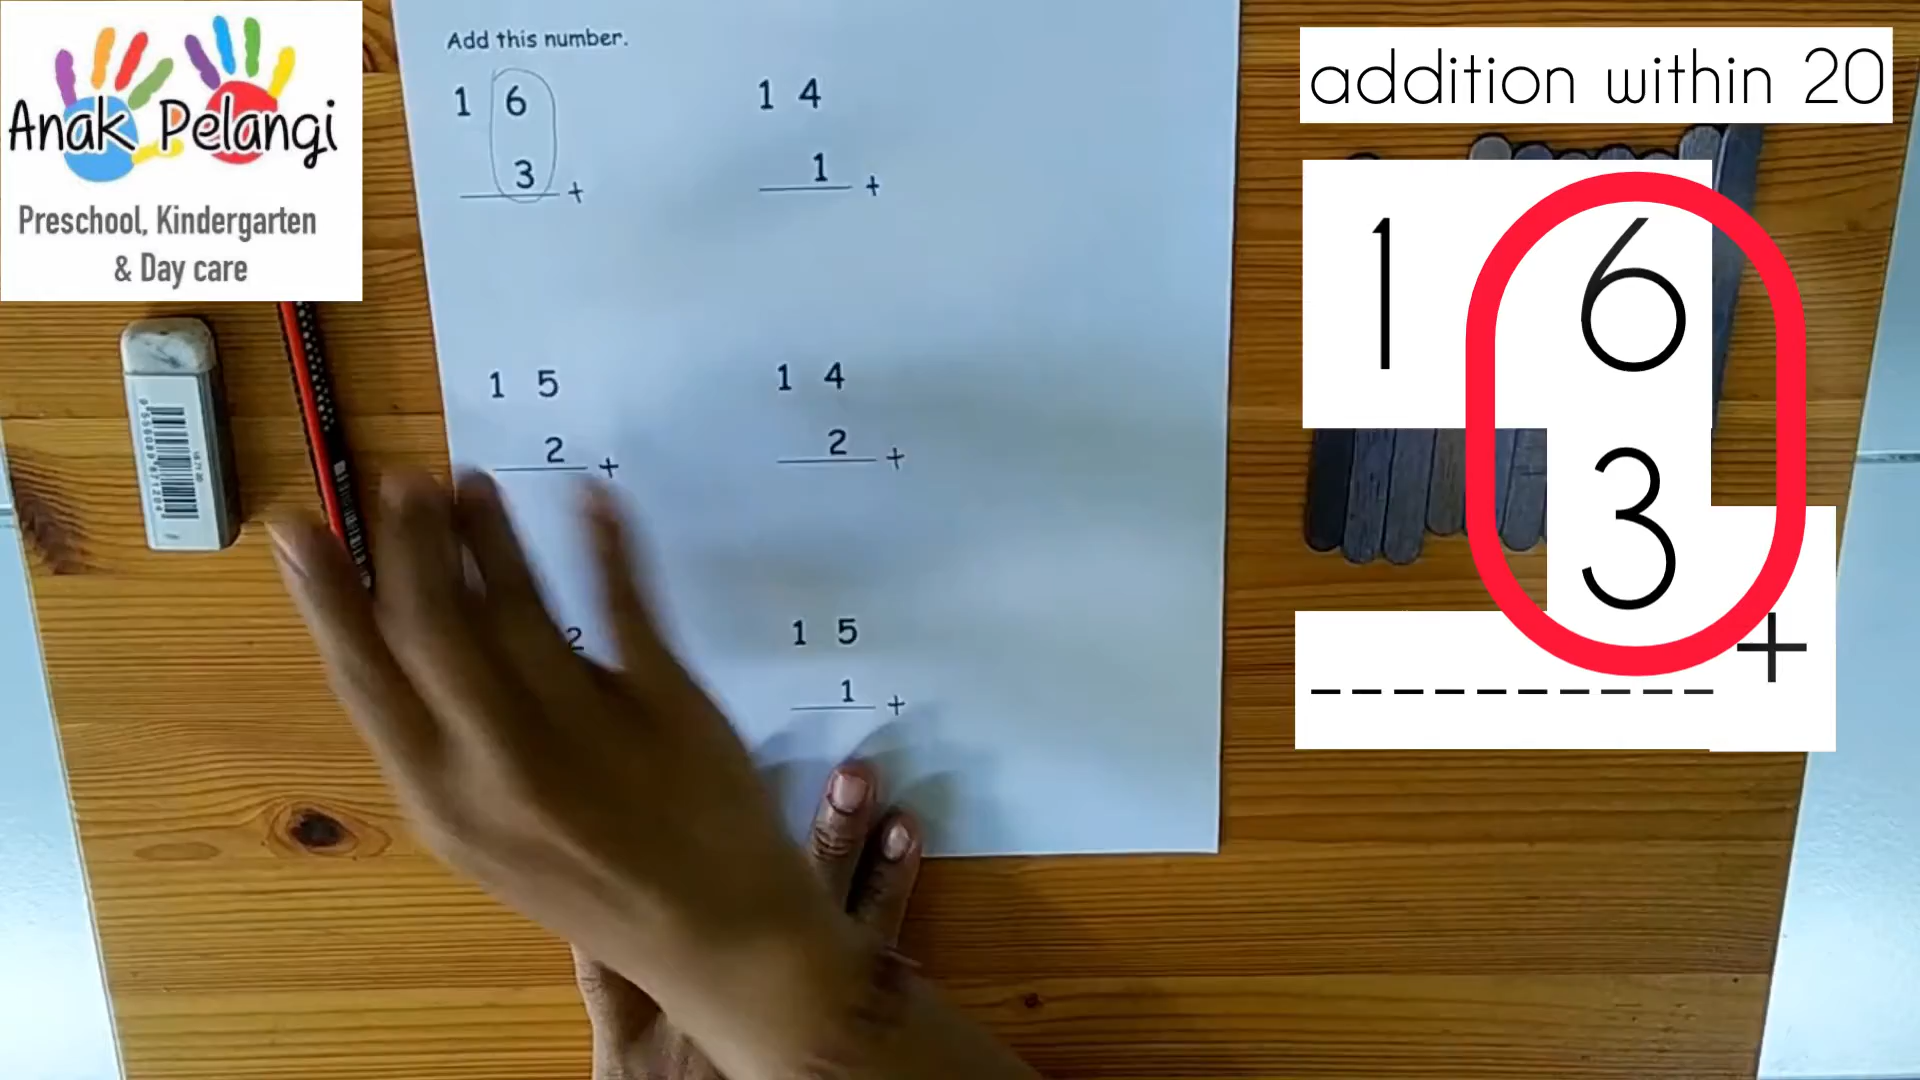 Anak Pelangi
Preschool, Kindergarten
& Day care
Add this number.
1 6
3 +
1 4
1 +
1 5
2 +
1 4
2 +
2
1 5
1 +
addition within 20
1 6
3
+